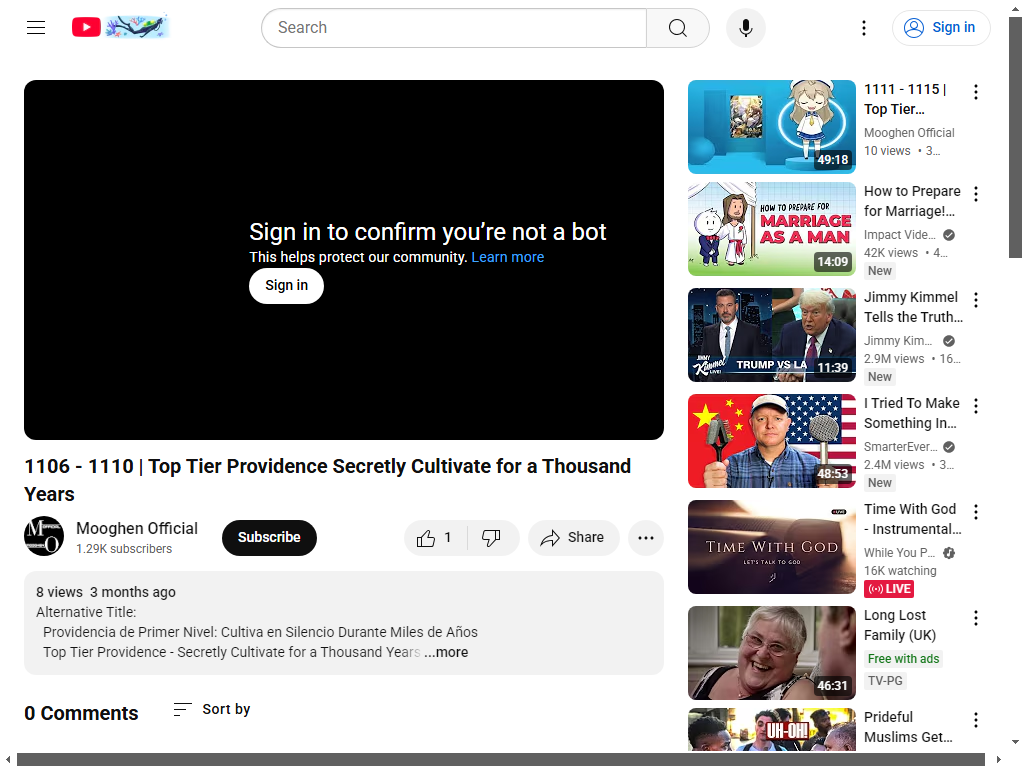 Search
Sign in
Sign in to confirm you're not a bot
This helps protect our community. Learn more
Sign in
1106 - 1110 | Top Tier Providence Secretly Cultivate for a Thousand
Years
Mooghen Official
1.29K subscribers
Subscribe
1
Share
8 views 3 months ago
Alternative Title:
Providencia de Primer Nivel: Cultiva en Silencio Durante Miles de Años
Top Tier Providence - Secretly Cultivate for a Thousand Years ...more
0 Comments
Sort by
49:18
1111 - 1115 |
Top Tier...
Mooghen Official
10 views • 3...
HOW TO PREPARE FOR
MARRIAGE
AS A MAN
14:09
How to Prepare
for Marriage!...
Impact Vide...
42K views • 4...
New
JIMMY
Kimmel
LIVE!
TRUMP VS LA
11:39
Jimmy Kimmel
Tells the Truth...
Jimmy Kim...
2.9M views • 16...
New
48:53
I Tried To Make
Something In...
SmarterEver...
2.4M views • 3...
New
TIME WITH GOD
LET'S TALK TO GOD
Time With God
- Instrumental...
While You P...
16K watching
LIVE
46:31
Long Lost
Family (UK)
Free with ads
TV-PG
UH-OH!
Prideful
Muslims Get...